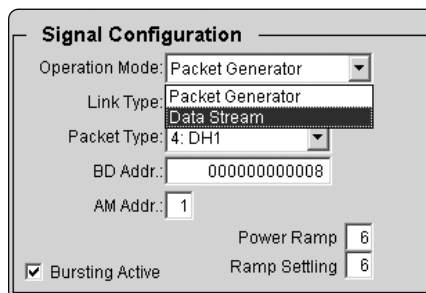 Signal Configuration
Operation Mode: Packet Generator
Link Type: Packet Generator
Data Stream
Packet Type: 4: DH1
BD Addr.: 000000000008
AM Addr.: 1
Power Ramp 6
Bursting Active Ramp Settling 6